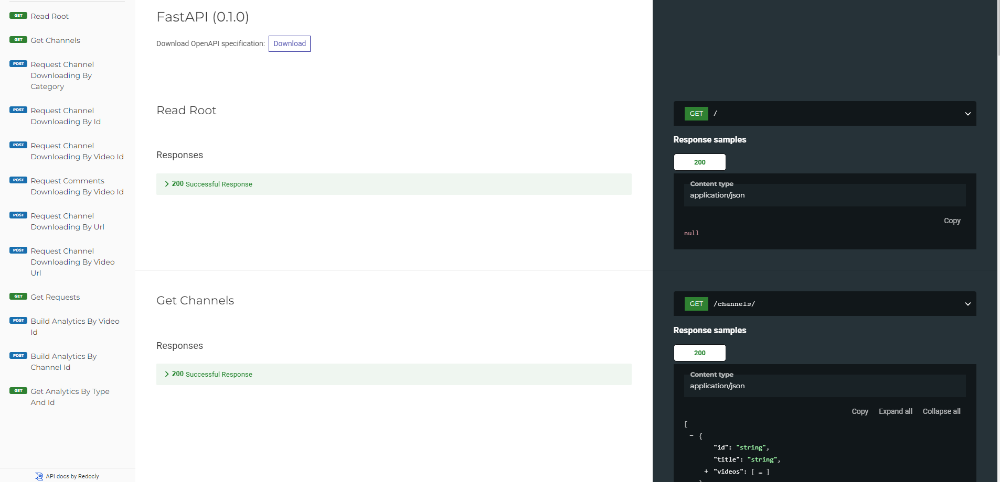 GET Read Root
GET Get Channels
POST Request Channel
Downloading By
Category
POST Request Channel
Downloading By Id
POST Request Channel
Downloading By Video Id
POST Request Comments
Downloading By Video Id
POST Request Channel
Downloading By Url
POST Request Channel
Downloading By Video
Url
GET Get Requests
POST Build Analytics By Video
Id
POST Build Analytics By
Channel Id
GET Get Analytics By Type
And Id
API docs by Redocly
FastAPI (0.1.0)
Download OpenAPI specification: Download
Read Root
Responses
200 Successful Response
GET /
Response samples
200
Content type
application/json
Copy
null
Get Channels
Responses
200 Successful Response
GET /channels/
Response samples
200
Content type
application/json
Copy Expand all Collapse all
[
- {
"id": "string",
"title": "string",
+ "videos": [ … ]